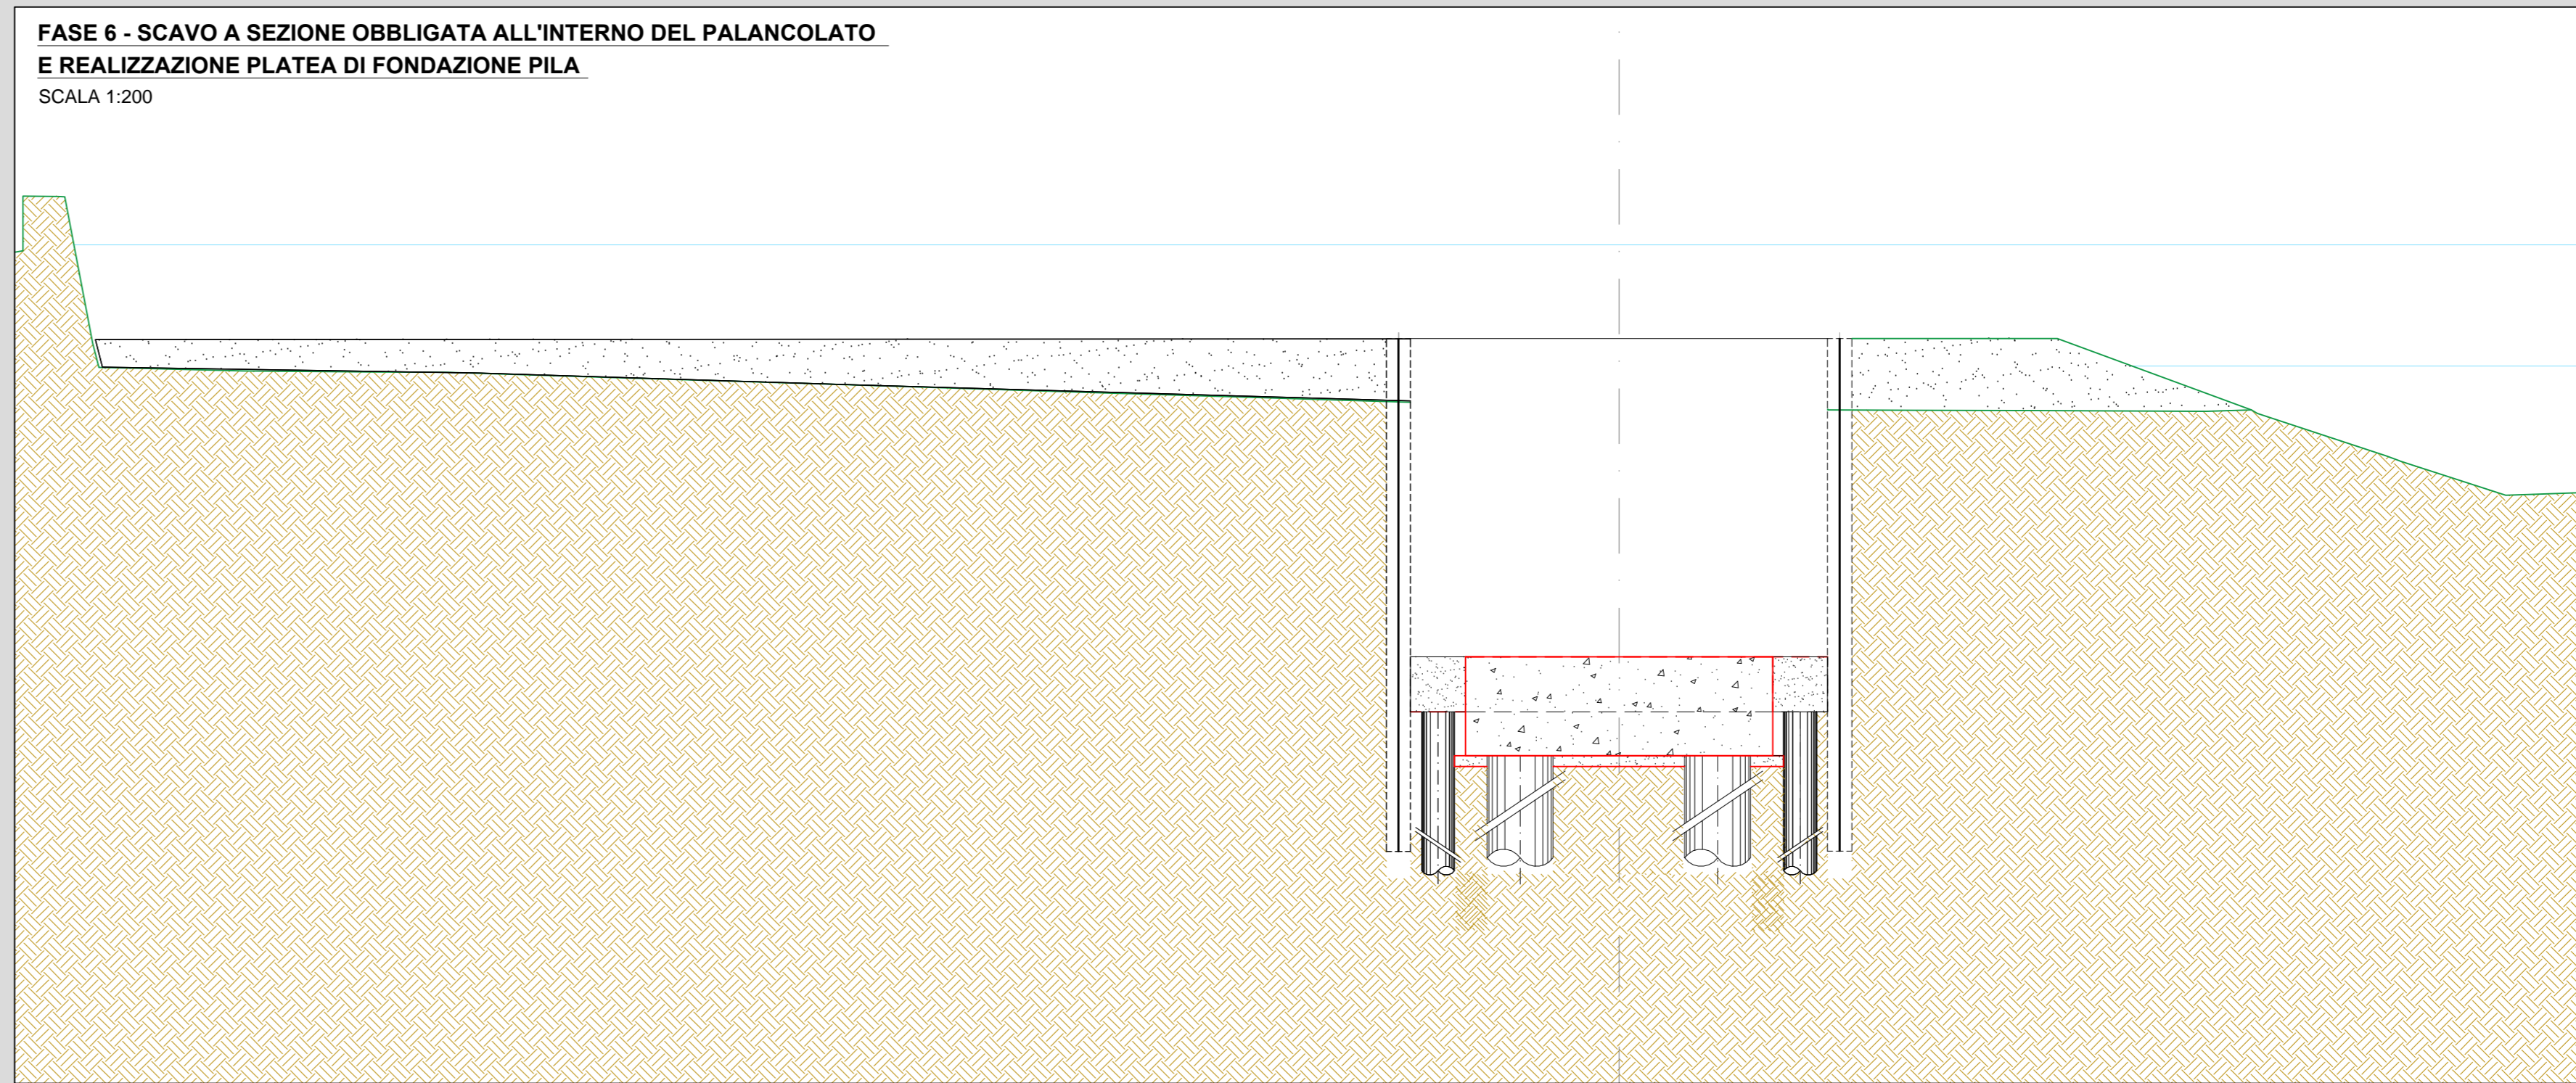 FASE 6 - SCAVO A SEZIONE OBBLIGATA ALL'INTERNO DEL PALANCOLATO
E REALIZZAZIONE PLATEA DI FONDAZIONE PILA
SCALA 1:200